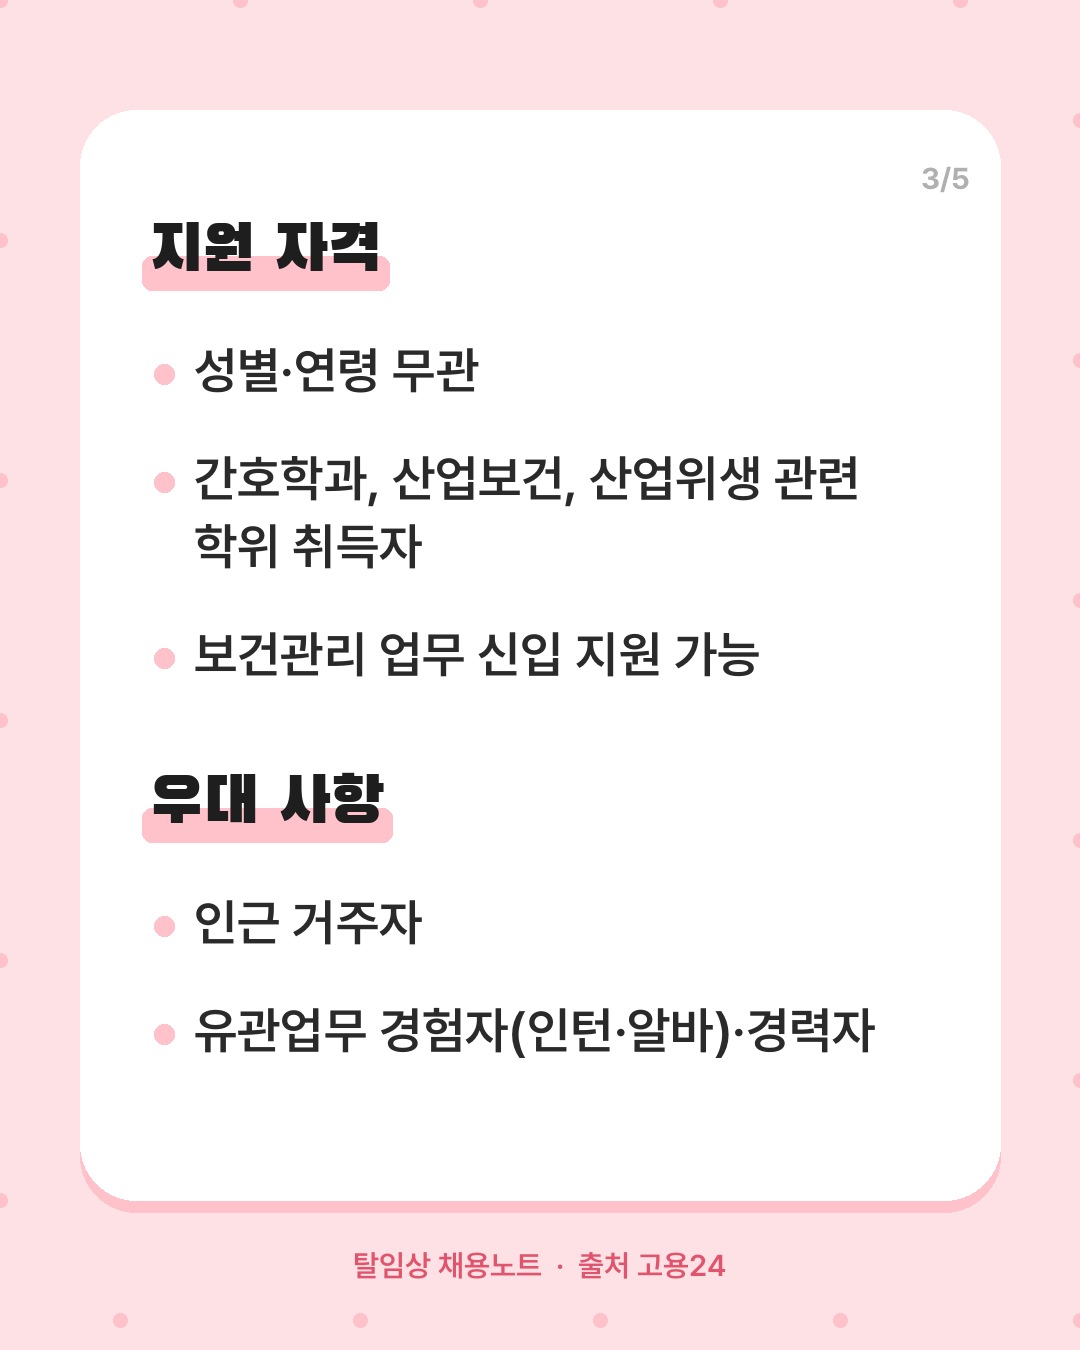 3/5
지원 자격
성별·연령 무관
간호학과, 산업보건, 산업위생 관련
학위 취득자
보건관리 업무 신입 지원 가능
우대 사항
인근 거주자
유관업무 경험자(인턴·알바)·경력자
탈임상 채용노트 · 출처 고용24